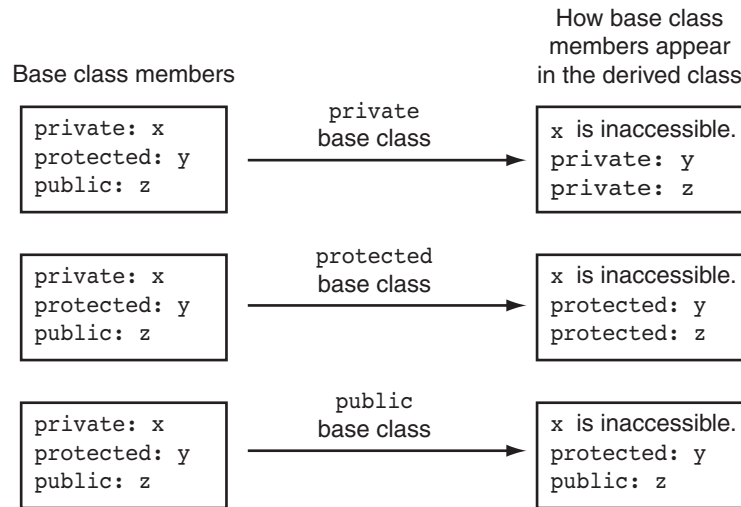 How base class
members appear
in the derived class
Base class members
private: x
protected: y
public: z
private
base class
x is inaccessible.
private: y
private: z
private: x
protected: y
public: z
protected
base class
x is inaccessible.
protected: y
protected: z
private: x
protected: y
public: z
public
base class
x is inaccessible.
protected: y
public: z